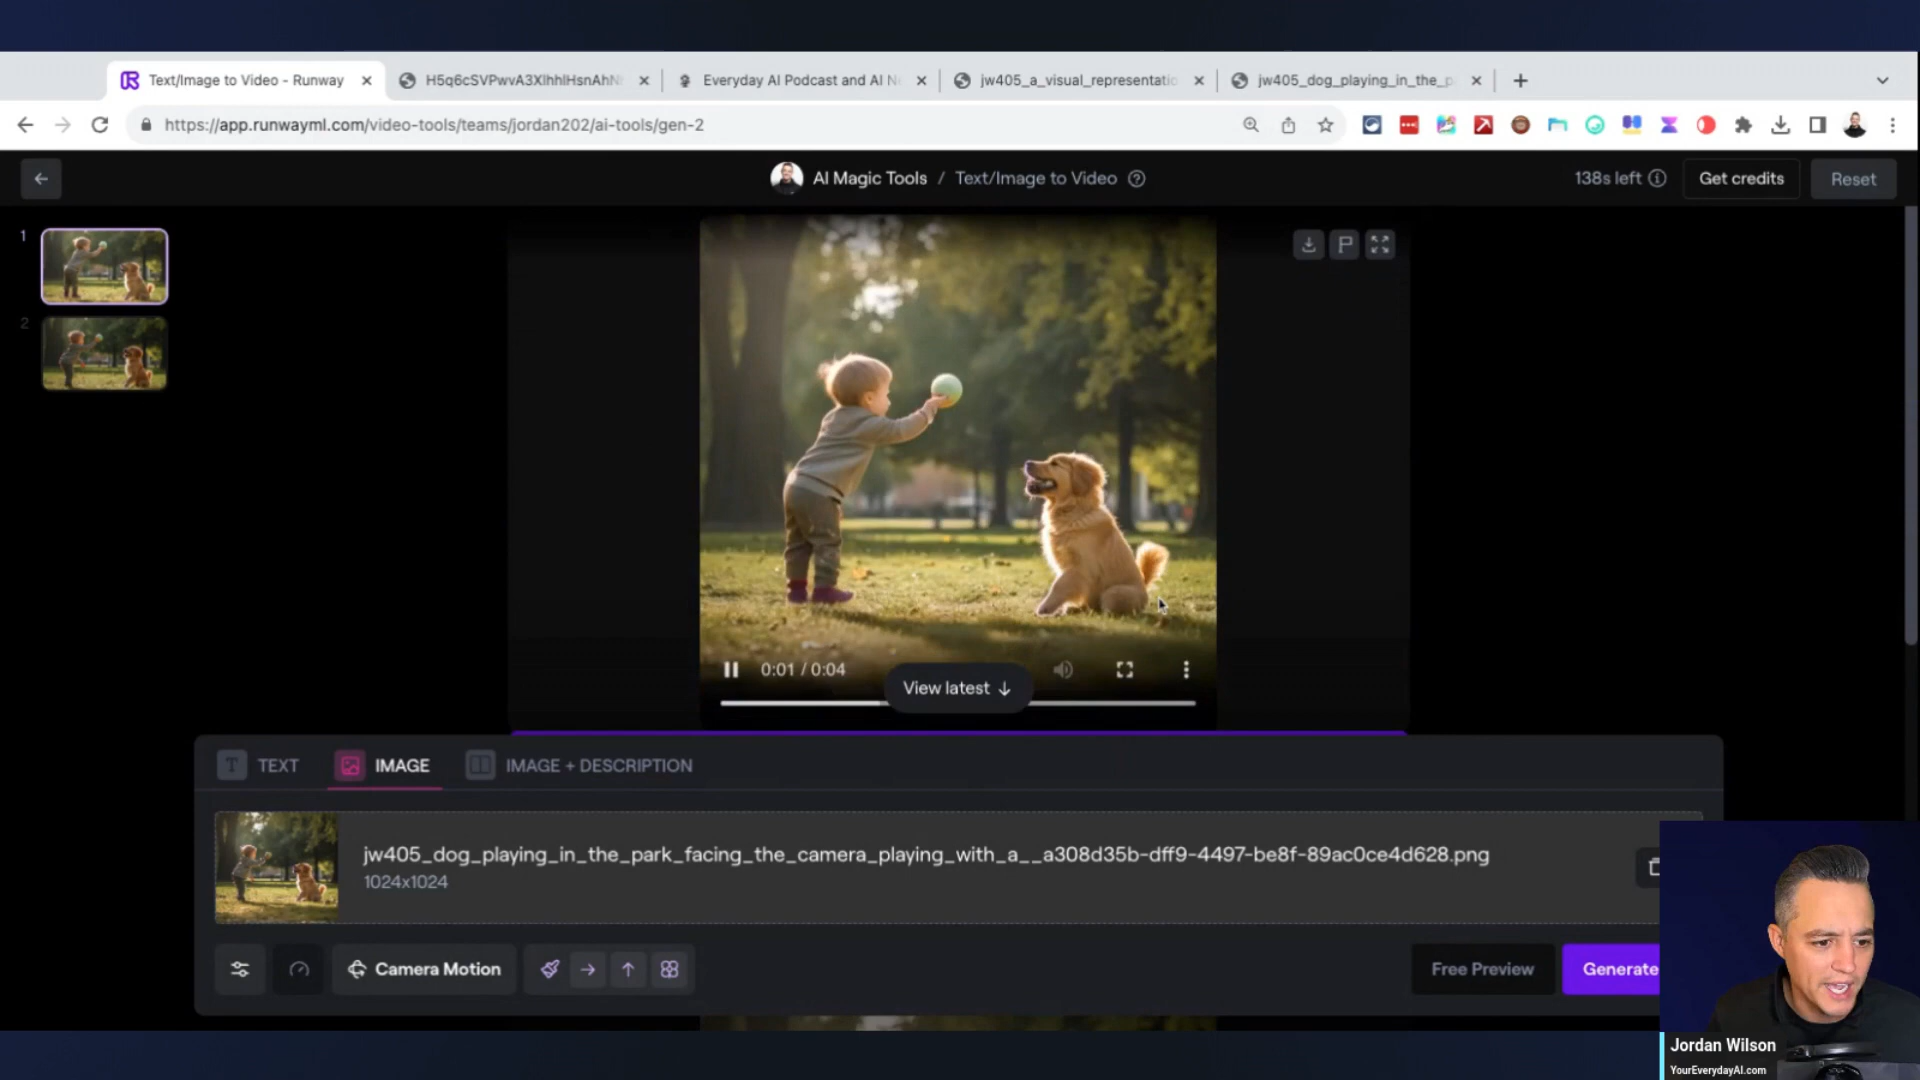 Text/Image to Video - Runway
H5q6cSVPwvA3XlhhlHsnAhN
Everyday AI Podcast and AI N
jw405_a_visual_representatio
jw405_dog_playing_in_the_p
https://app.runwayml.com/video-tools/teams/jordan202/ai-tools/gen-2
AI Magic Tools / Text/Image to Video
138s left
Get credits
Reset
1
2
0:01 / 0:04
View latest ↓
TEXT
IMAGE
IMAGE + DESCRIPTION
jw405_dog_playing_in_the_park_facing_the_camera_playing_with_a__a308d35b-dff9-4497-be8f-89ac0ce4d628.png
1024x1024
Camera Motion
Free Preview
Generate
Jordan Wilson
YourEverydayAI.com